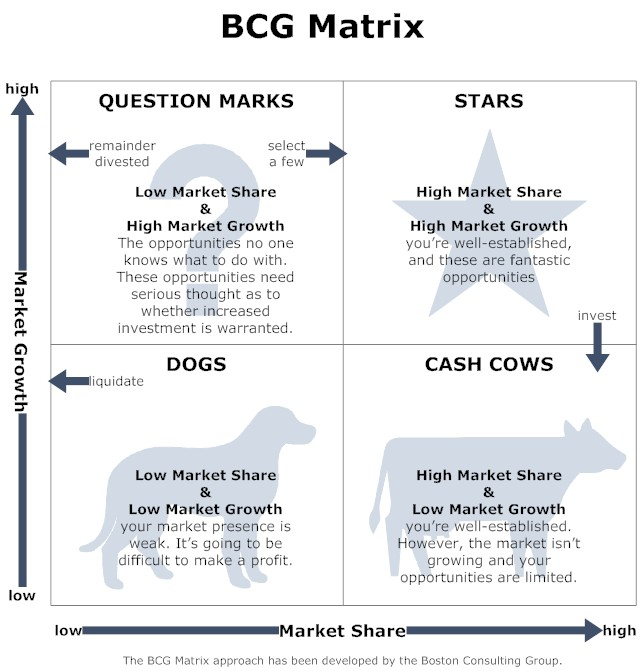 BCG Matrix
high
QUESTION MARKS
remainder
divested
select
a few
Low Market Share
&
High Market Growth
The opportunities no one
knows what to do with.
These opportunities need
serious thought as to
whether increased
investment is warranted.
STARS
High Market Share
&
High Market Growth
you’re well-established,
and these are fantastic
opportunities
invest
Market Growth
DOGS
liquidate
Low Market Share
&
Low Market Growth
your market presence is
weak. It’s going to be
difficult to make a profit.
CASH COWS
High Market Share
&
Low Market Growth
you’re well-established.
However, the market isn’t
growing and your
opportunities are limited.
low
low Market Share high
The BCG Matrix approach has been developed by the Boston Consulting Group.